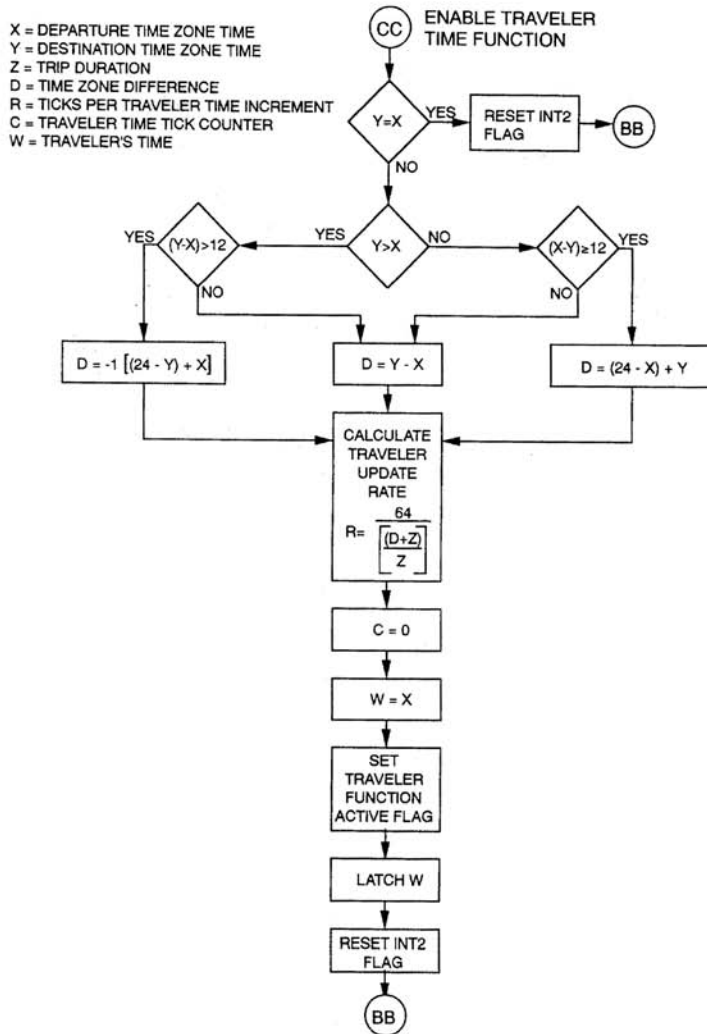 X = DEPARTURE TIME ZONE TIME
Y = DESTINATION TIME ZONE TIME
Z = TRIP DURATION
D = TIME ZONE DIFFERENCE
R = TICKS PER TRAVELER TIME INCREMENT
C = TRAVELER TIME TICK COUNTER
W = TRAVELER'S TIME
CC
ENABLE TRAVELER
TIME FUNCTION
Y=X
YES
RESET INT2
FLAG
BB
NO
YES
(Y-X)>12
YES
Y>X
NO
(X-Y)≥12
YES
NO
NO
D = -1 [(24 - Y) + X]
D = Y - X
D = (24 - X) + Y
CALCULATE
TRAVELER
UPDATE
RATE
R= 64
[(D+Z)
Z]
C = 0
W = X
SET
TRAVELER
FUNCTION
ACTIVE FLAG
LATCH W
RESET INT2
FLAG
BB